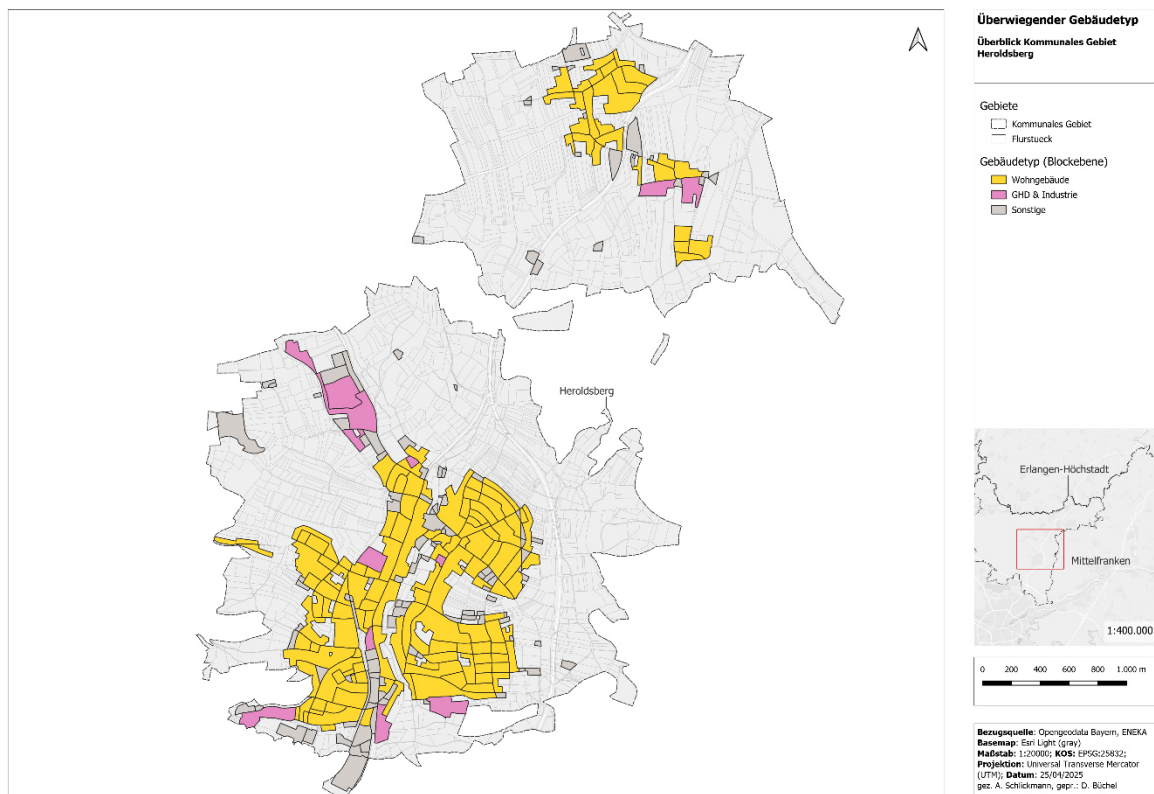 Überwiegender Gebäudetyp
Überblick Kommunales Gebiet
Heroldsberg
Gebiete
Kommunales Gebiet
Flurstueck
Gebäudetyp (Blockebene)
Wohngebäude
GHD & Industrie
Sonstige
Heroldsberg
Erlangen-Höchstadt
Mittelfranken
1:400.000
0 200 400 600 800 1.000 m
Bezugsquelle: Opengeodata Bayern, ENEKA
Basemap: Esri Light (gray)
Maßstab: 1:20000; KOS: EPSG:25832;
Projektion: Universal Transverse Mercator
(UTM); Datum: 25/04/2025
gez. A. Schlickmann, gepr.: D. Büchel